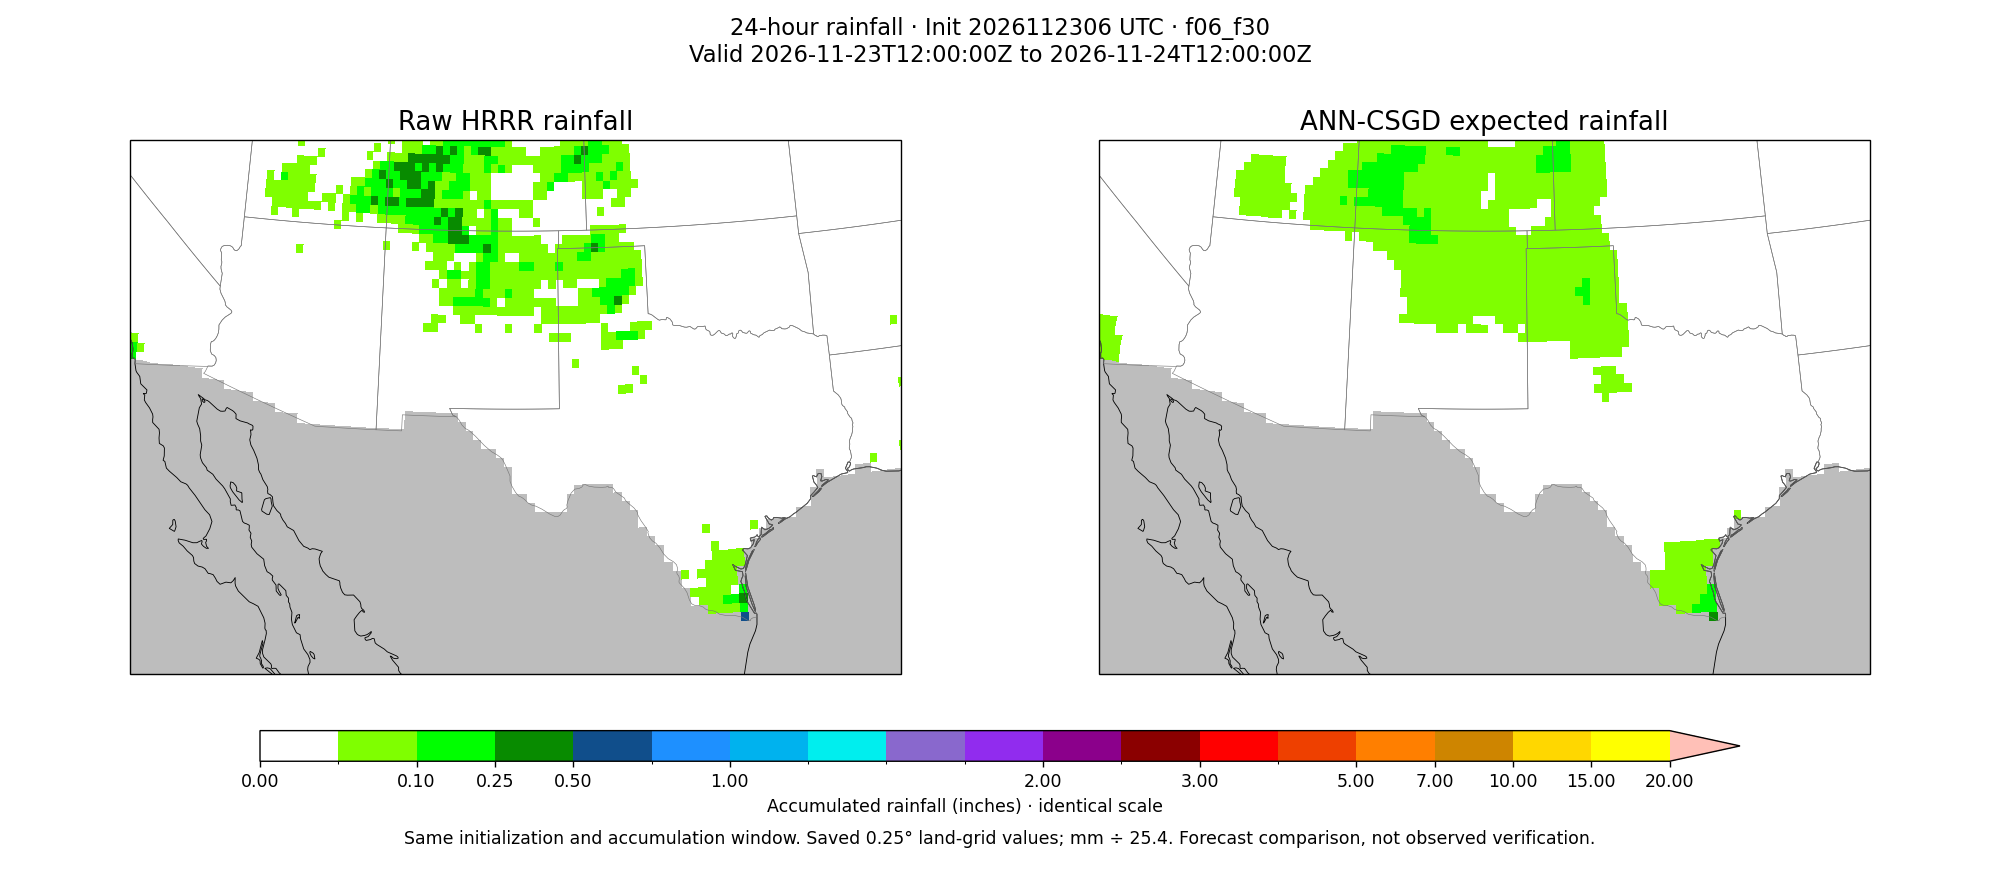 24-hour rainfall · Init 2026112306 UTC · f06_f30
Valid 2026-11-23T12:00:00Z to 2026-11-24T12:00:00Z
Raw HRRR rainfall
ANN-CSGD expected rainfall
0.00 0.10 0.25 0.50 1.00 2.00 3.00 5.00 7.00 10.00 15.00 20.00
Accumulated rainfall (inches) · identical scale
Same initialization and accumulation window. Saved 0.25° land-grid values; mm ÷ 25.4. Forecast comparison, not observed verification.